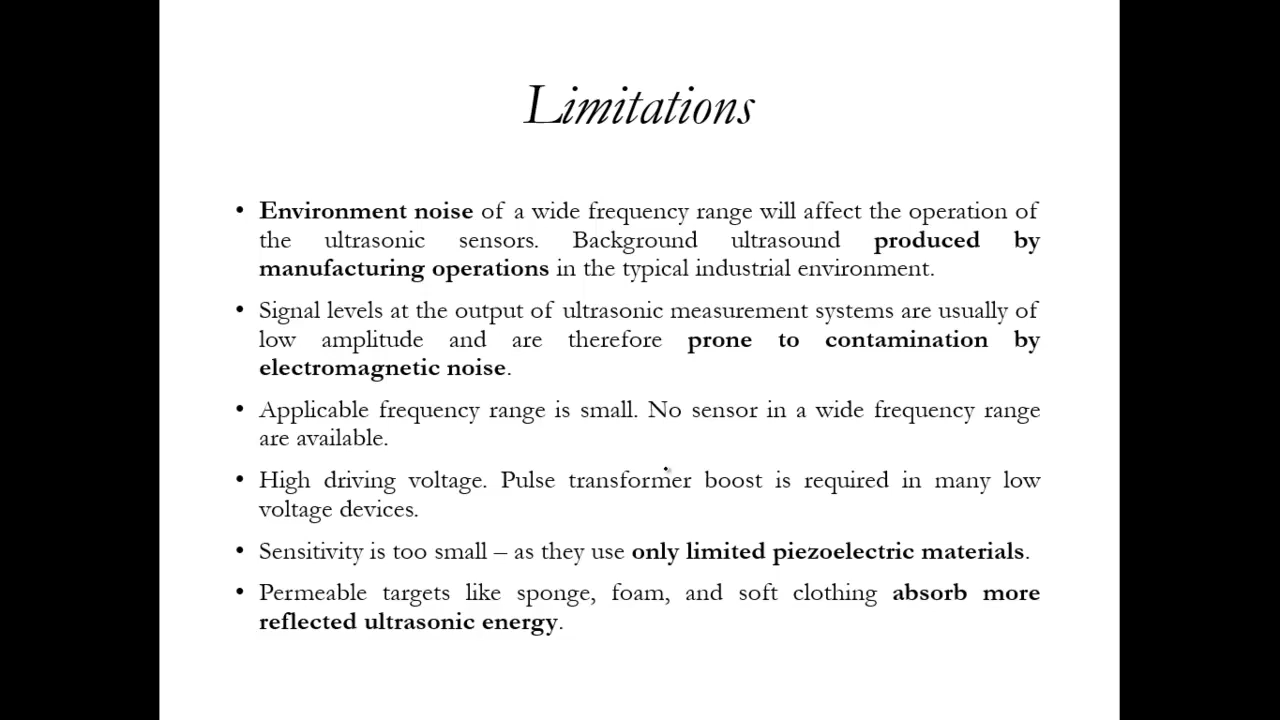 Limitations
• Environment noise of a wide frequency range will affect the operation of
the ultrasonic sensors. Background ultrasound produced by
manufacturing operations in the typical industrial environment.
• Signal levels at the output of ultrasonic measurement systems are usually of
low amplitude and are therefore prone to contamination by
electromagnetic noise.
• Applicable frequency range is small. No sensor in a wide frequency range
are available.
• High driving voltage. Pulse transformer boost is required in many low
voltage devices.
• Sensitivity is too small – as they use only limited piezoelectric materials.
• Permeable targets like sponge, foam, and soft clothing absorb more
reflected ultrasonic energy.